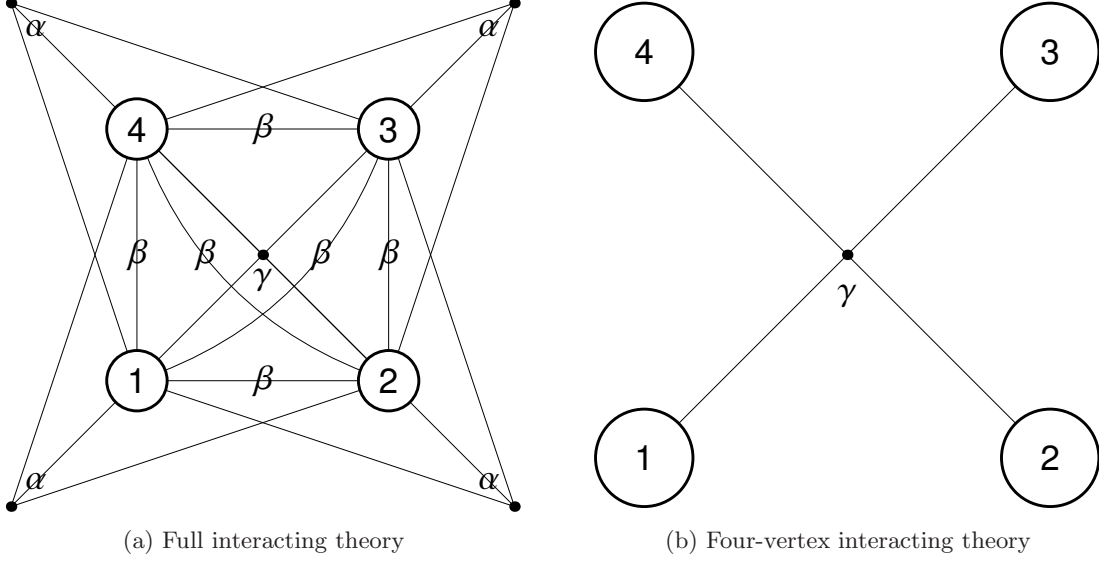 α α
4 β 3
β β β β
γ
1 β 2
α α
(a) Full interacting theory
4 3
γ
1 2
(b) Four-vertex interacting theory